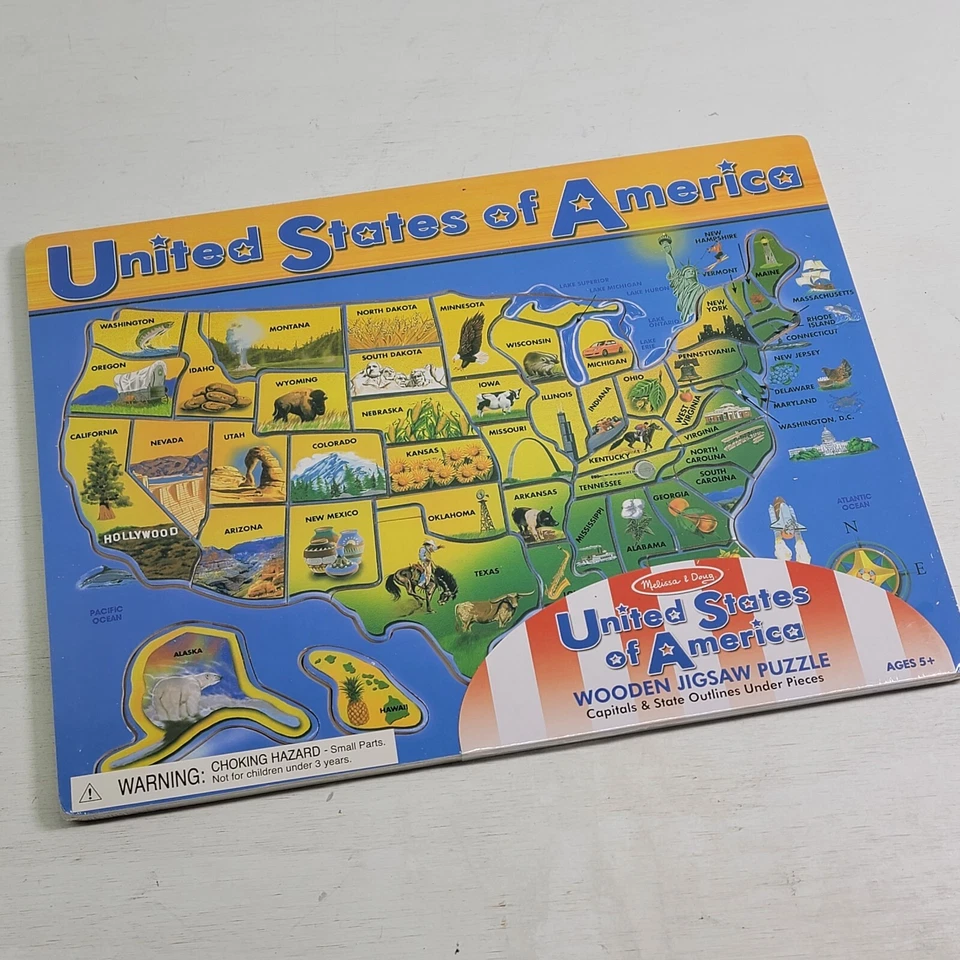 United States of America
NEW
HAMPSHIRE
VERMONT
MAINE
MASSACHUSETTS
RHODE
ISLAND
CONNECTICUT
NEW JERSEY
DELAWARE
MARYLAND
WASHINGTON, D.C.
LAKE SUPERIOR
LAKE MICHIGAN
LAKE HURON
LAKE
ONTARIO
LAKE
ERIE
NEW
YORK
PENNSYLVANIA
WASHINGTON
MONTANA
NORTH DAKOTA
MINNESOTA
WISCONSIN
MICHIGAN
OREGON
IDAHO
WYOMING
SOUTH DAKOTA
IOWA
NEBRASKA
ILLINOIS
INDIANA
OHIO
WEST
VIRGINIA
VIRGINIA
CALIFORNIA
NEVADA
UTAH
COLORADO
KANSAS
MISSOURI
KENTUCKY
NORTH
CAROLINA
TENNESSEE
SOUTH
CAROLINA
HOLLYWOOD
ARIZONA
NEW MEXICO
OKLAHOMA
ARKANSAS
MISSISSIPPI
ALABAMA
GEORGIA
TEXAS
ATLANTIC
OCEAN
N
E
PACIFIC
OCEAN
ALASKA
HAWAII
Melissa & Doug
United States
of America
WOODEN JIGSAW PUZZLE
Capitals & State Outlines Under Pieces
AGES 5+
WARNING: CHOKING HAZARD - Small Parts.
Not for children under 3 years.